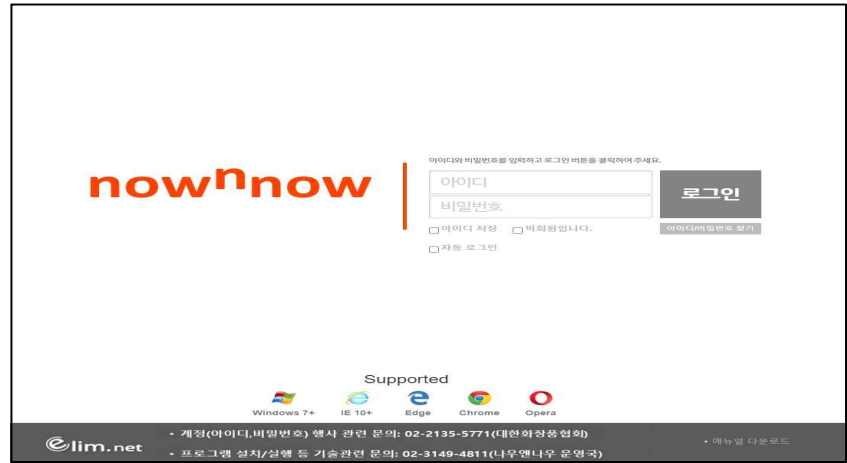 nownnow
아이디와 비밀번호를 입력하고 로그인 버튼을 클릭하여 주세요.
아이디
비밀번호
로그인
아이디 저장 비회원입니다.
아이디/비밀번호 찾기
자동 로그인
Supported
Windows 7+ IE 10+ Edge Chrome Opera
elim.net
• 계정(아이디,비밀번호) 행사 관련 문의: 02-2135-5771(대한화장품협회)
• 프로그램 설치/실행 등 기술관련 문의: 02-3149-4811(나우앤나우 운영국)
• 매뉴얼 다운로드